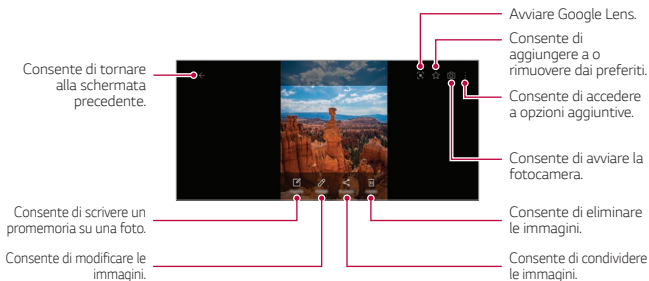 Avviare Google Lens.
Consente di
aggiungere a o
rimuovere dai preferiti.
Consente di accedere
a opzioni aggiuntive.
Consente di avviare la
fotocamera.
Consente di eliminare
le immagini.
Consente di condividere
le immagini.
Consente di tornare
alla schermata
precedente.
Consente di scrivere un
promemoria su una foto.
Consente di modificare le
immagini.